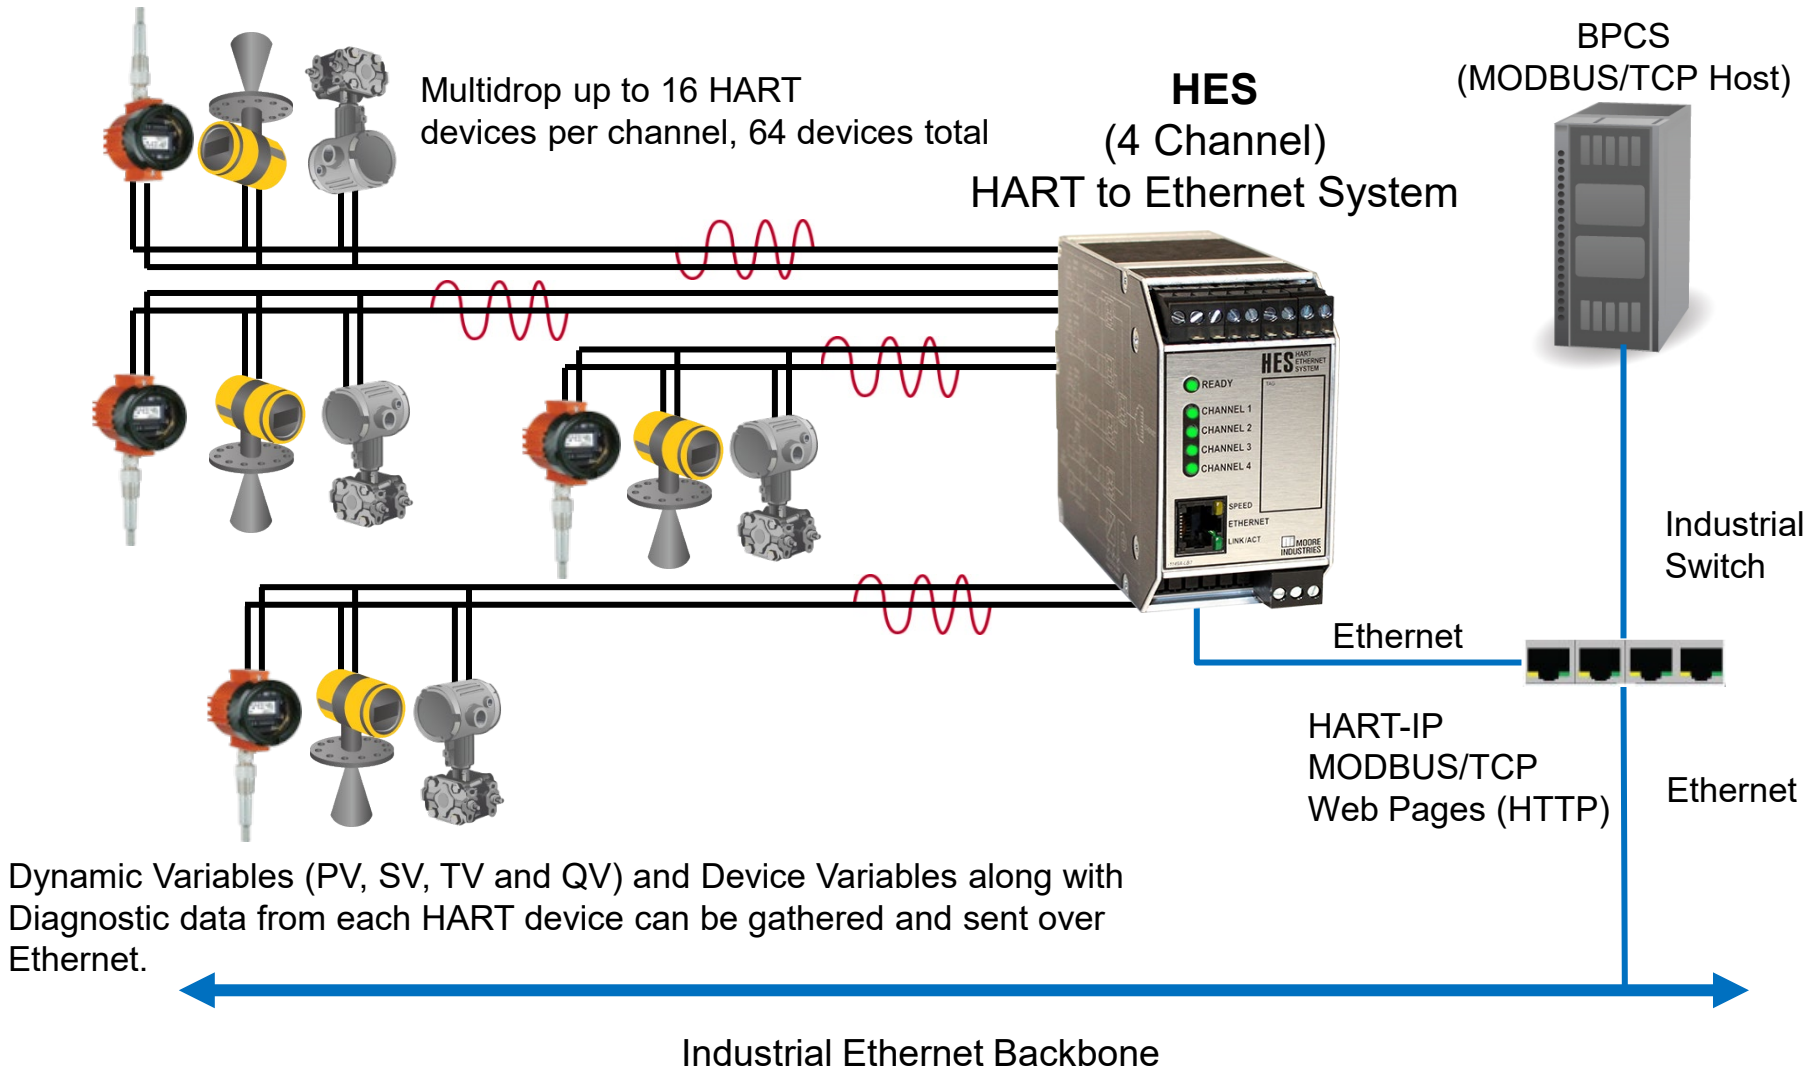 BPCS
(MODBUS/TCP Host)
Multidrop up to 16 HART
devices per channel, 64 devices total
HES
(4 Channel)
HART to Ethernet System
HES HART
ETHERNET
SYSTEM
TAG
READY
CHANNEL 1
CHANNEL 2
CHANNEL 3
CHANNEL 4
SPEED
ETHERNET
LINK/ACT
MOORE
INDUSTRIES
Industrial
Switch
Ethernet
HART-IP
MODBUS/TCP
Web Pages (HTTP)
Ethernet
Dynamic Variables (PV, SV, TV and QV) and Device Variables along with
Diagnostic data from each HART device can be gathered and sent over
Ethernet.
Industrial Ethernet Backbone